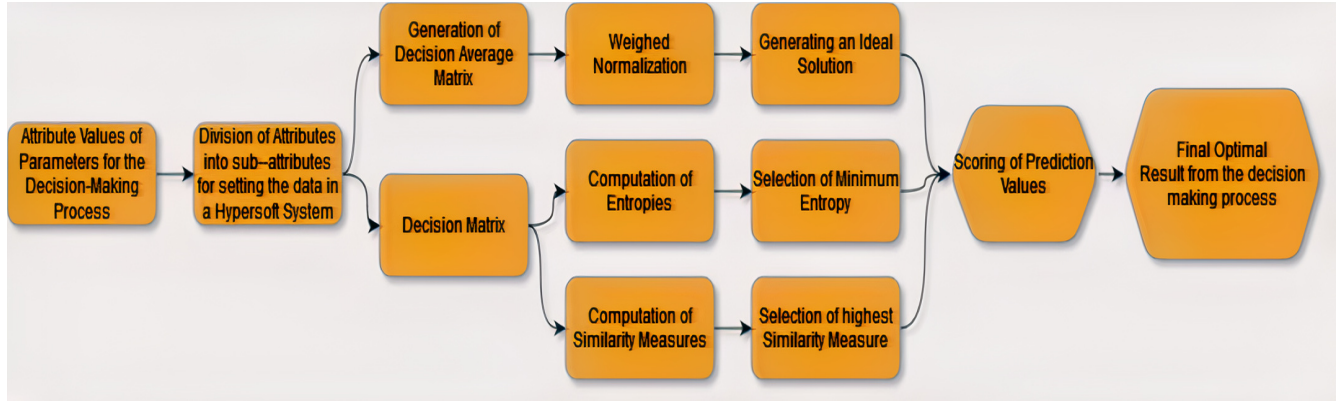 Attribute Values of
Parameters for the
Decision-Making
Process
Division of Attributes
into sub--attributes
for setting the data in
a Hypersoft System
Generation of
Decision Average
Matrix
Weighed
Normalization
Generating an Ideal
Solution
Decision Matrix
Computation of
Entropies
Selection of Minimum
Entropy
Computation of
Similarity Measures
Selection of highest
Similarity Measure
Scoring of Prediction
Values
Final Optimal
Result from the decision
making process